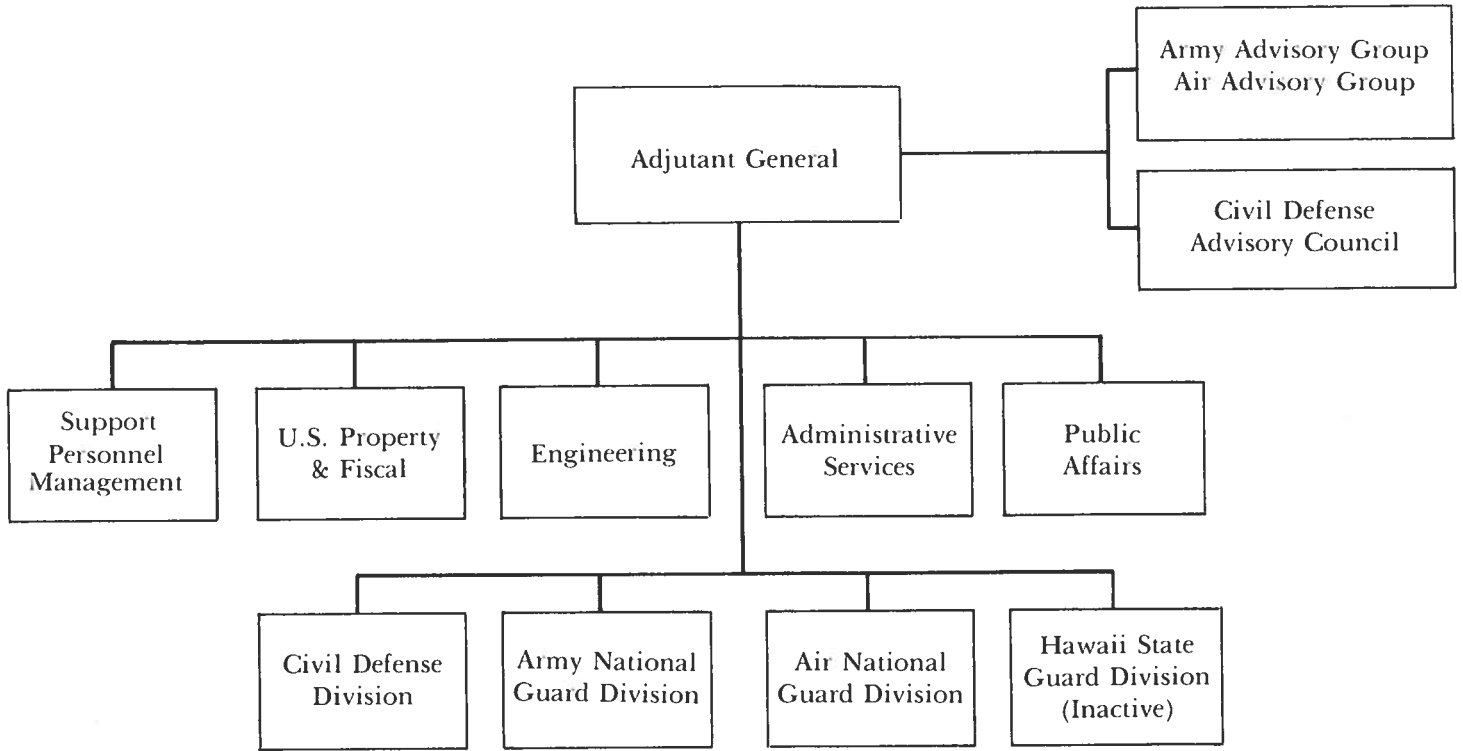 Army Advisory Group
Air Advisory Group
Adjutant General
Civil Defense
Advisory Council
Support
Personnel
Management
U.S. Property
& Fiscal
Engineering
Administrative
Services
Public
Affairs
Civil Defense
Division
Army National
Guard Division
Air National
Guard Division
Hawaii State
Guard Division
(Inactive)